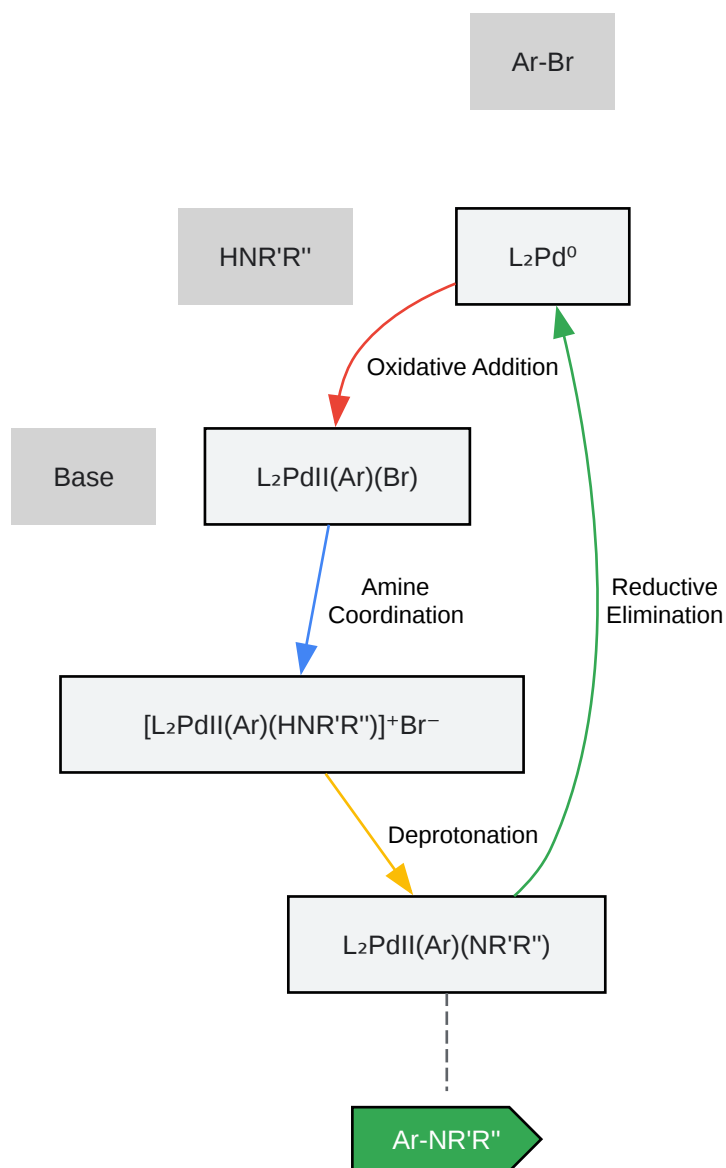 Ar-Br
HNR'R''
L₂Pd⁰
Oxidative Addition
Base
L₂PdII(Ar)(Br)
Amine
Coordination
Reductive
Elimination
[L₂PdII(Ar)(HNR'R'')]⁺Br⁻
Deprotonation
L₂PdII(Ar)(NR'R'')
Ar-NR'R''